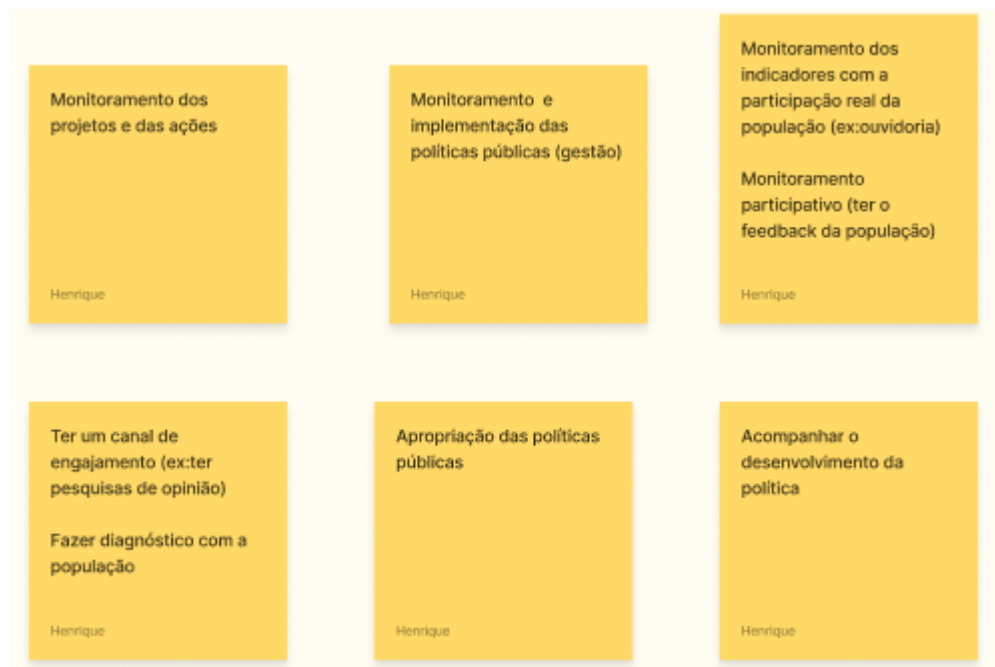 Monitoramento dos
projetos e das ações
Henrique
Monitoramento e
implementação das
políticas públicas (gestão)
Henrique
Monitoramento dos
indicadores com a
participação real da
população (ex:ouvidoria)
Monitoramento
participativo (ter o
feedback da população)
Henrique
Ter um canal de
engajamento (ex:ter
pesquisas de opinião)
Fazer diagnóstico com a
população
Henrique
Apropriação das políticas
públicas
Henrique
Acompanhar o
desenvolvimento da
política
Henrique